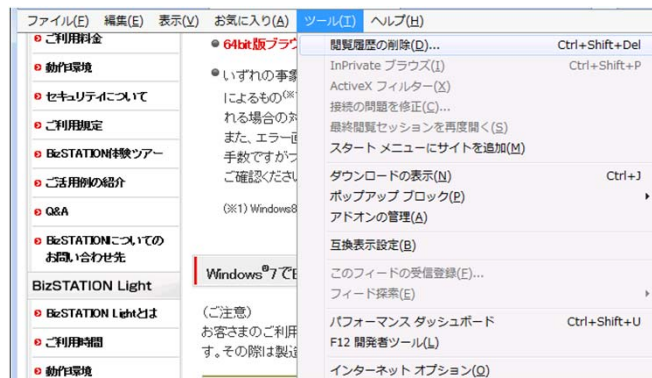 ファイル(F) 編集(E) 表示(V) お気に入り(A) ツール(T) ヘルプ(H)
ご利用料金
動作環境
セキュリティについて
ご利用規定
BizSTATION体験ツアー
ご活用例の紹介
Q&A
BizSTATIONについての
お問い合わせ先
BizSTATION Light
BizSTATION Lightとは
ご利用時間
動作環境
64bit版ブラウ
いずれの事象
によるもの(※
れる場合の対
また、エラー画
手数ですがつ
ご確認ください
(※1) Windows8
Windows®7でB
(ご注意)
お客さまのご利用
す。その際は製造
閲覧履歴の削除(D)... Ctrl+Shift+Del
InPrivate ブラウズ(I) Ctrl+Shift+P
ActiveX フィルター(X)
接続の問題を修正(C)...
最終閲覧セッションを再度開く(S)
スタート メニューにサイトを追加(M)
ダウンロードの表示(N) Ctrl+J
ポップアップ ブロック(P)
アドオンの管理(A)
互換表示設定(B)
このフィードの受信登録(F)...
フィード探索(E)
パフォーマンス ダッシュボード Ctrl+Shift+U
F12 開発者ツール(L)
インターネット オプション(O)